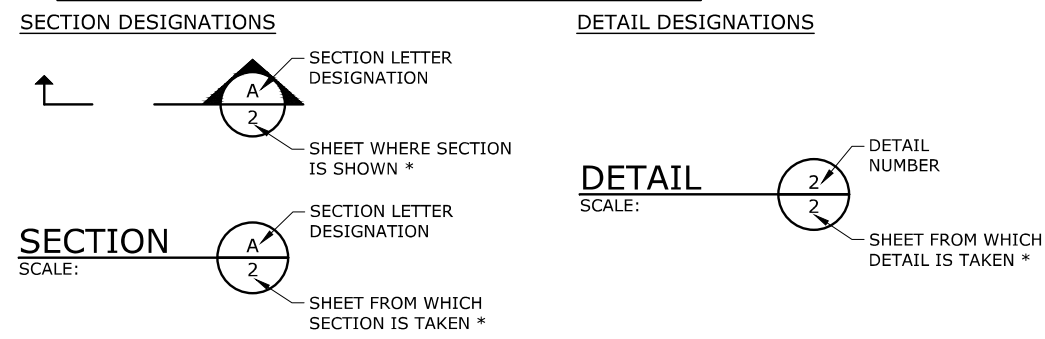 SECTION DESIGNATIONS
SECTION LETTER
DESIGNATION
A
2
SHEET WHERE SECTION
IS SHOWN *
SECTION
SCALE:
SECTION LETTER
DESIGNATION
A
2
SHEET FROM WHICH
SECTION IS TAKEN *
DETAIL DESIGNATIONS
DETAIL
SCALE:
DETAIL
NUMBER
2
2
SHEET FROM WHICH
DETAIL IS TAKEN *